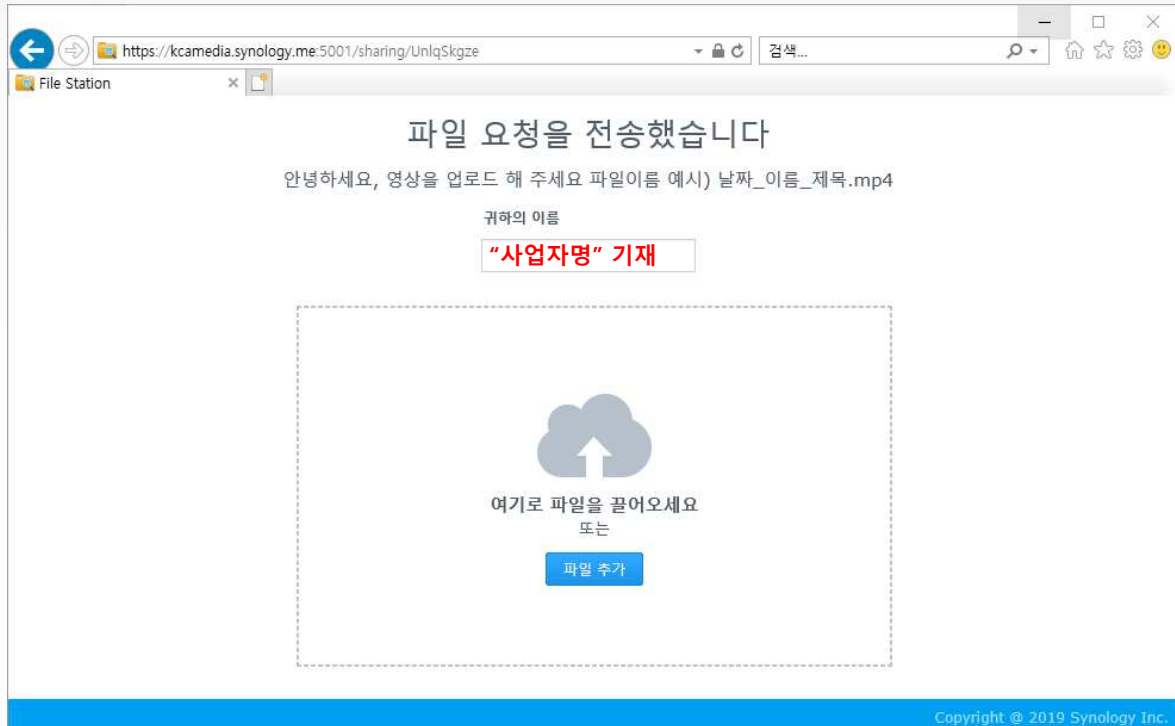 https://kcamedia.synology.me:5001/sharing/UnlqSkgze
검색...
File Station
파일 요청을 전송했습니다
안녕하세요, 영상을 업로드 해 주세요 파일이름 예시) 날짜_이름_제목.mp4
귀하의 이름
“사업자명” 기재
여기로 파일을 끌어오세요
또는
파일 추가
Copyright @ 2019 Synology Inc.